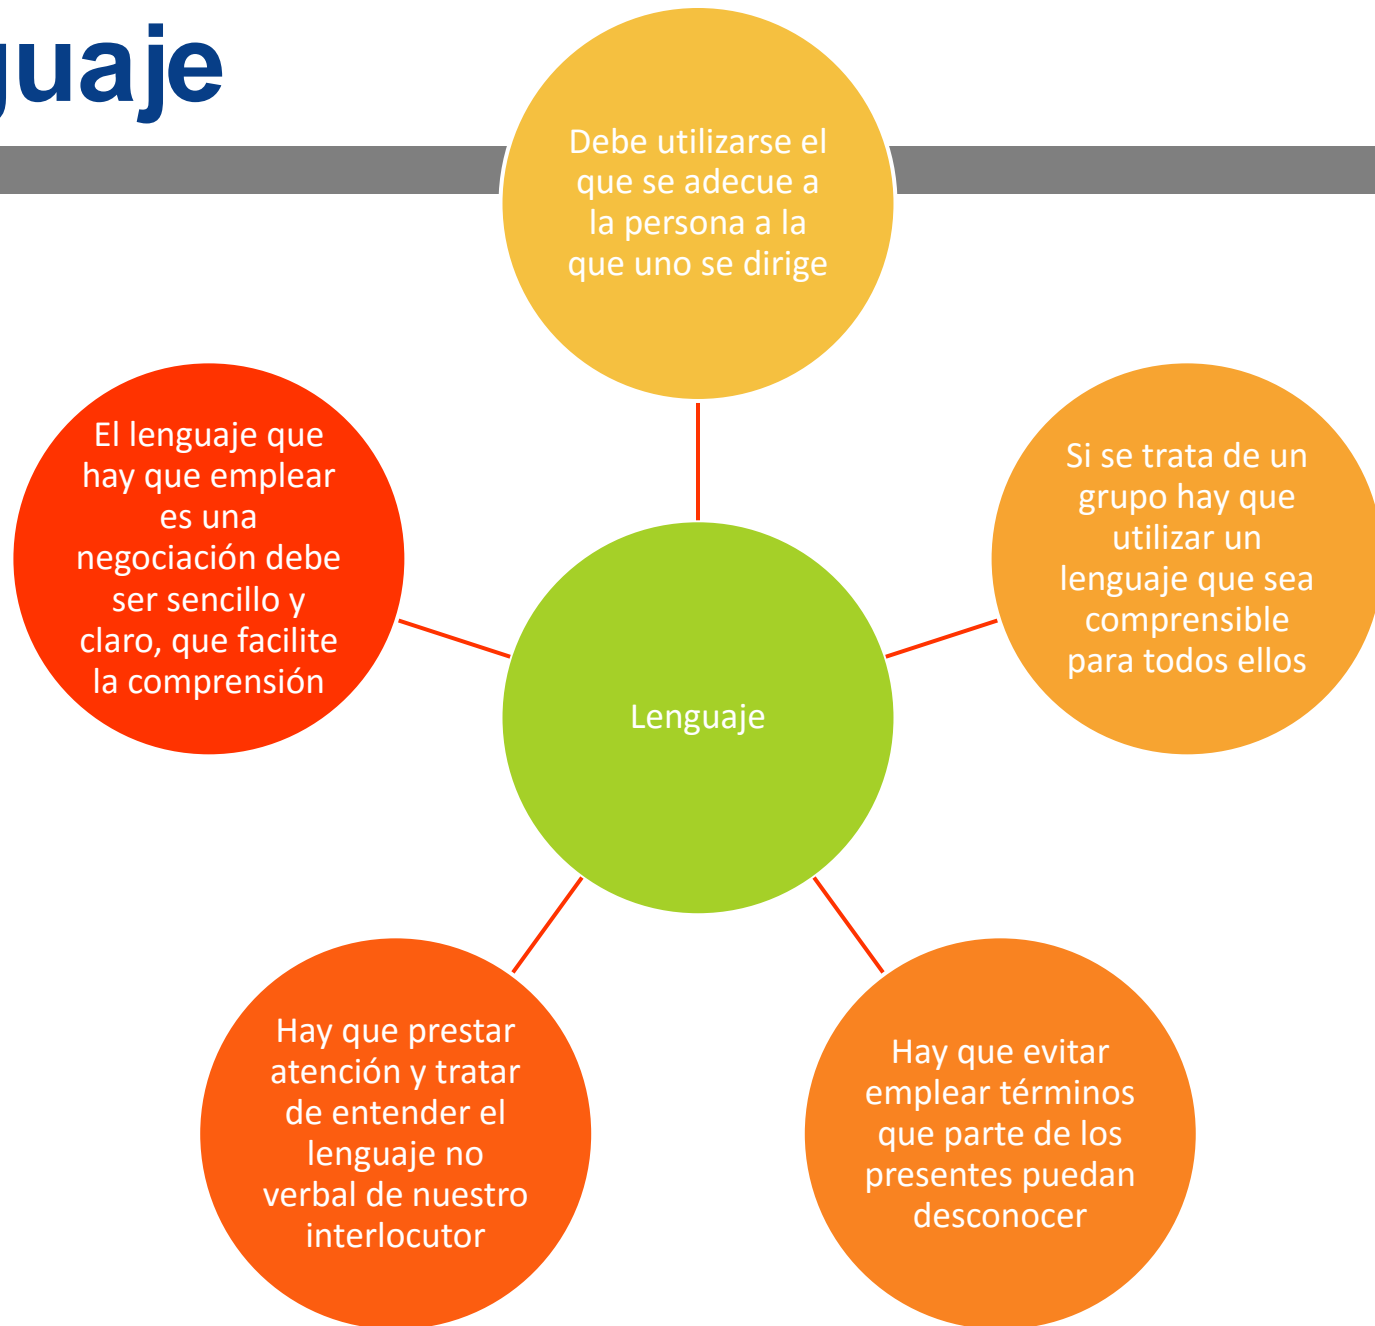 guaje
Debe utilizarse el
que se adecue a
la persona a la
que uno se dirige
Si se trata de un
grupo hay que
utilizar un
lenguaje que sea
comprensible
para todos ellos
Hay que evitar
emplear términos
que parte de los
presentes puedan
desconocer
Hay que prestar
atención y tratar
de entender el
lenguaje no
verbal de nuestro
interlocutor
El lenguaje que
hay que emplear
es una
negociación debe
ser sencillo y
claro, que facilite
la comprensión
Lenguaje